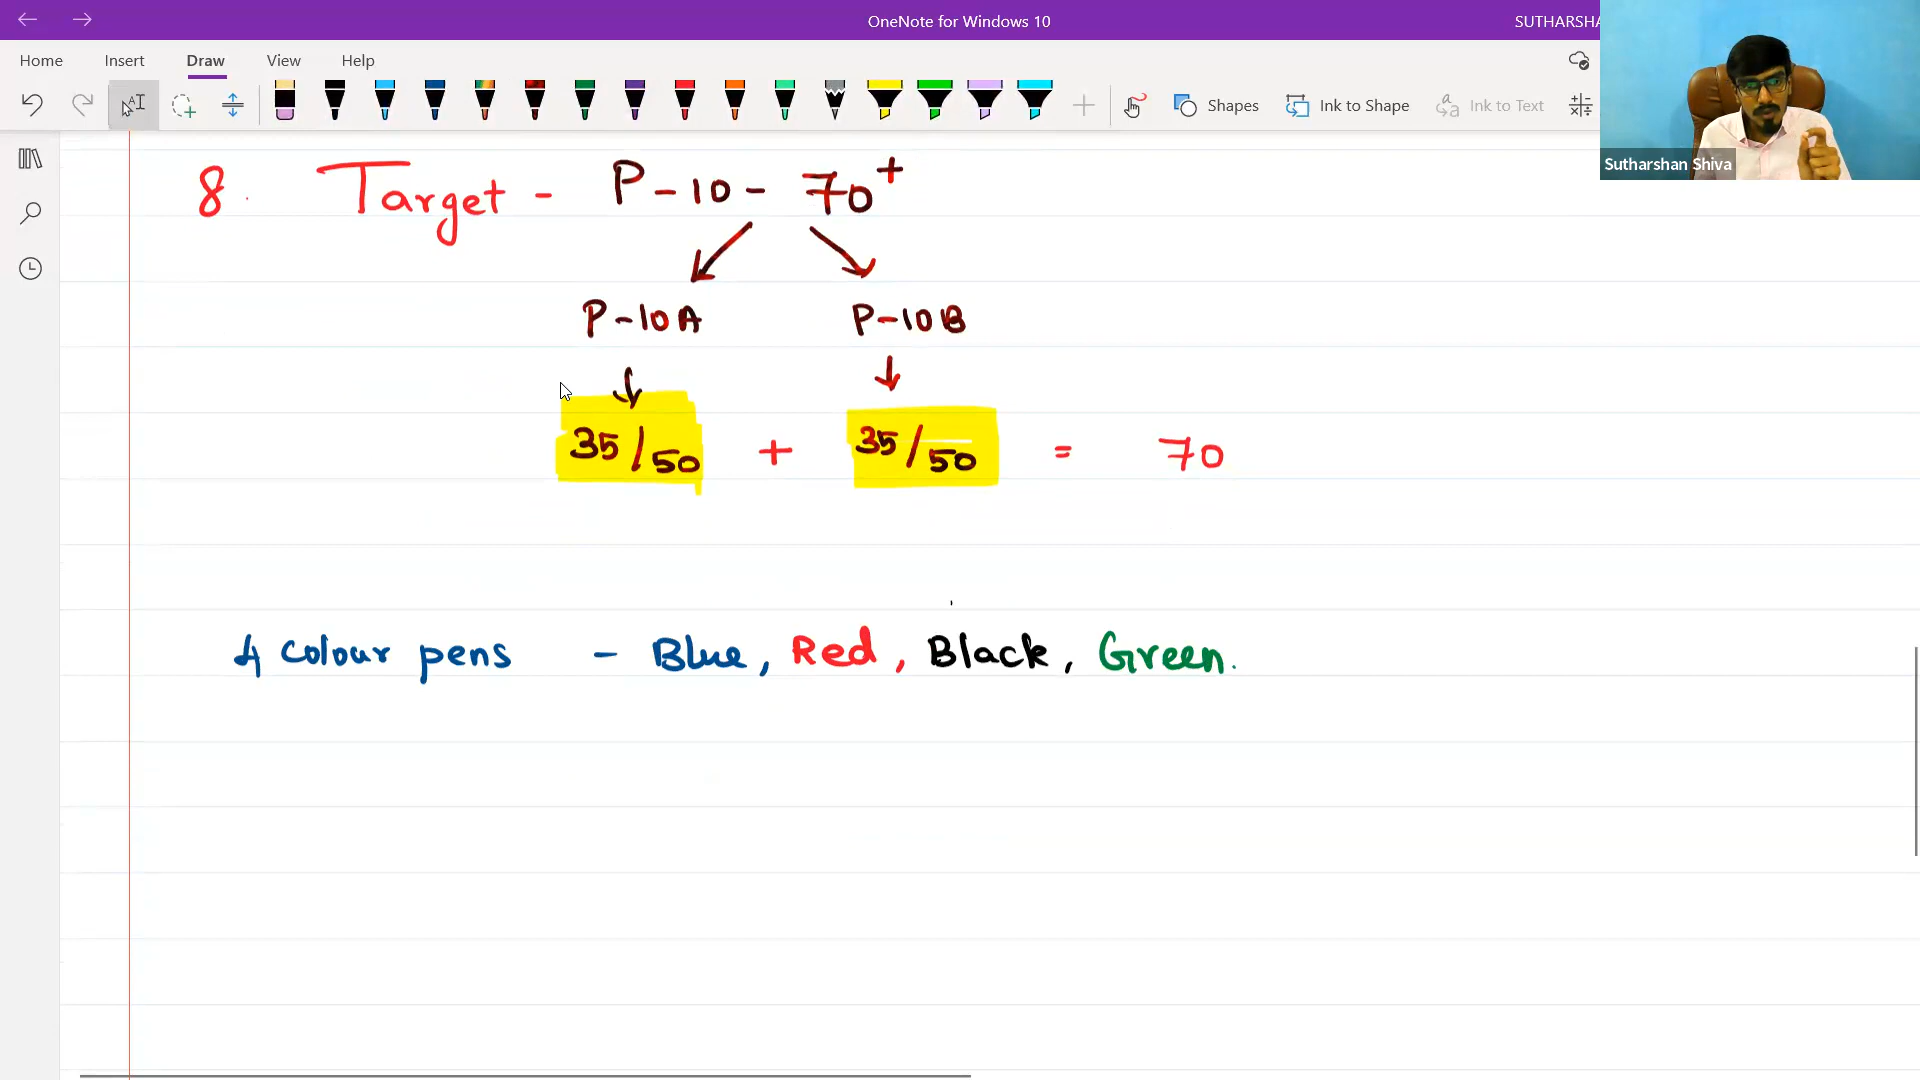 OneNote for Windows 10
SUTHARSHA
Home Insert Draw View Help
Shapes Ink to Shape Ink to Text
Sutharshan Shiva
8. Target - P-10- 70+
P-10A P-10B
35/50 + 35/50 = 70
4 colour pens - Blue, Red, Black, Green.